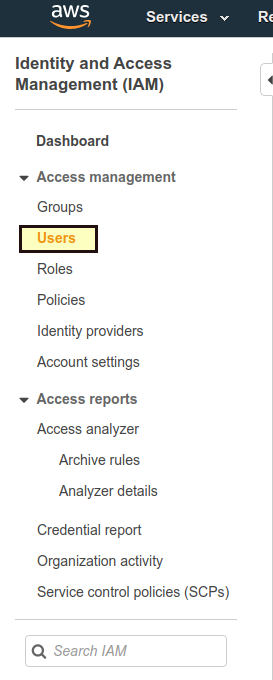 aws
Services
Re
Identity and Access
Management (IAM)
Dashboard
Access management
Groups
Users
Roles
Policies
Identity providers
Account settings
Access reports
Access analyzer
Archive rules
Analyzer details
Credential report
Organization activity
Service control policies (SCPs)
Search IAM